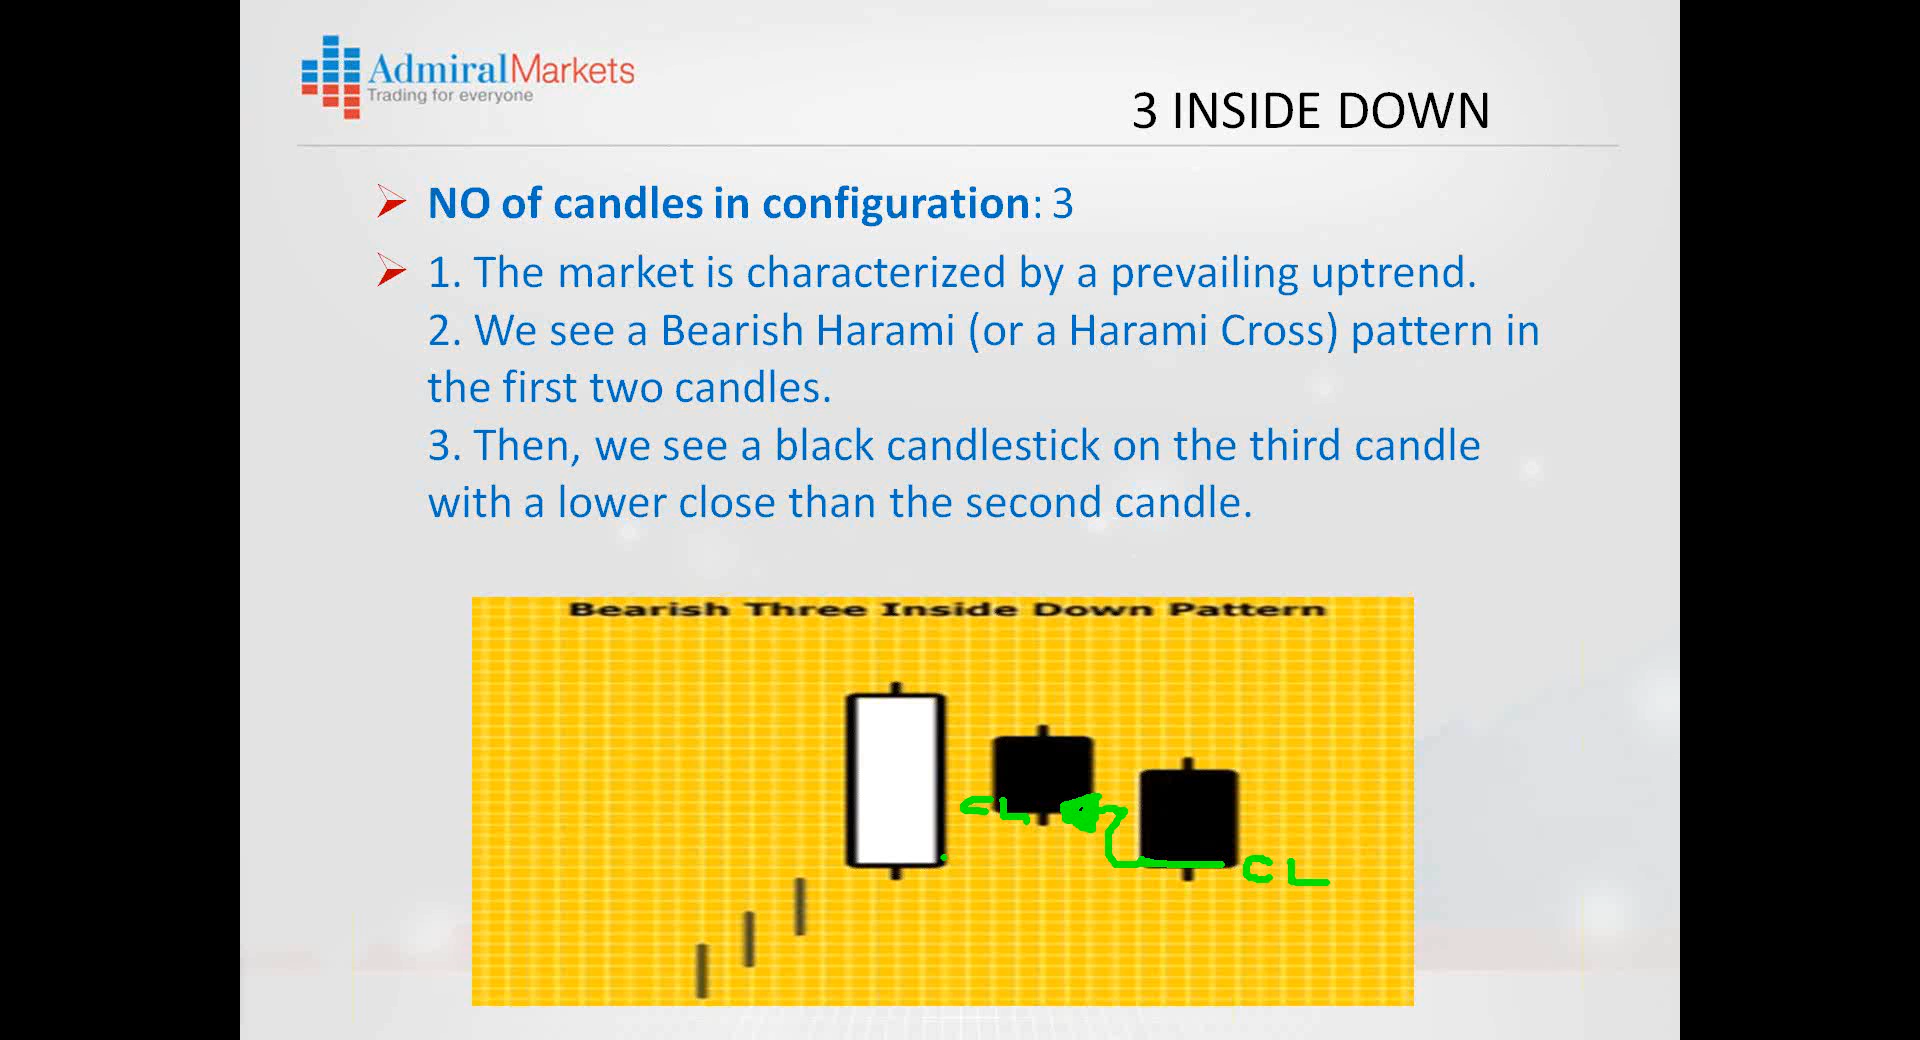 AdmiralMarkets
Trading for everyone
3 INSIDE DOWN
NO of candles in configuration: 3
1. The market is characterized by a prevailing uptrend.
2. We see a Bearish Harami (or a Harami Cross) pattern in
the first two candles.
3. Then, we see a black candlestick on the third candle
with a lower close than the second candle.
Bearish Three Inside Down Pattern
CL
CL